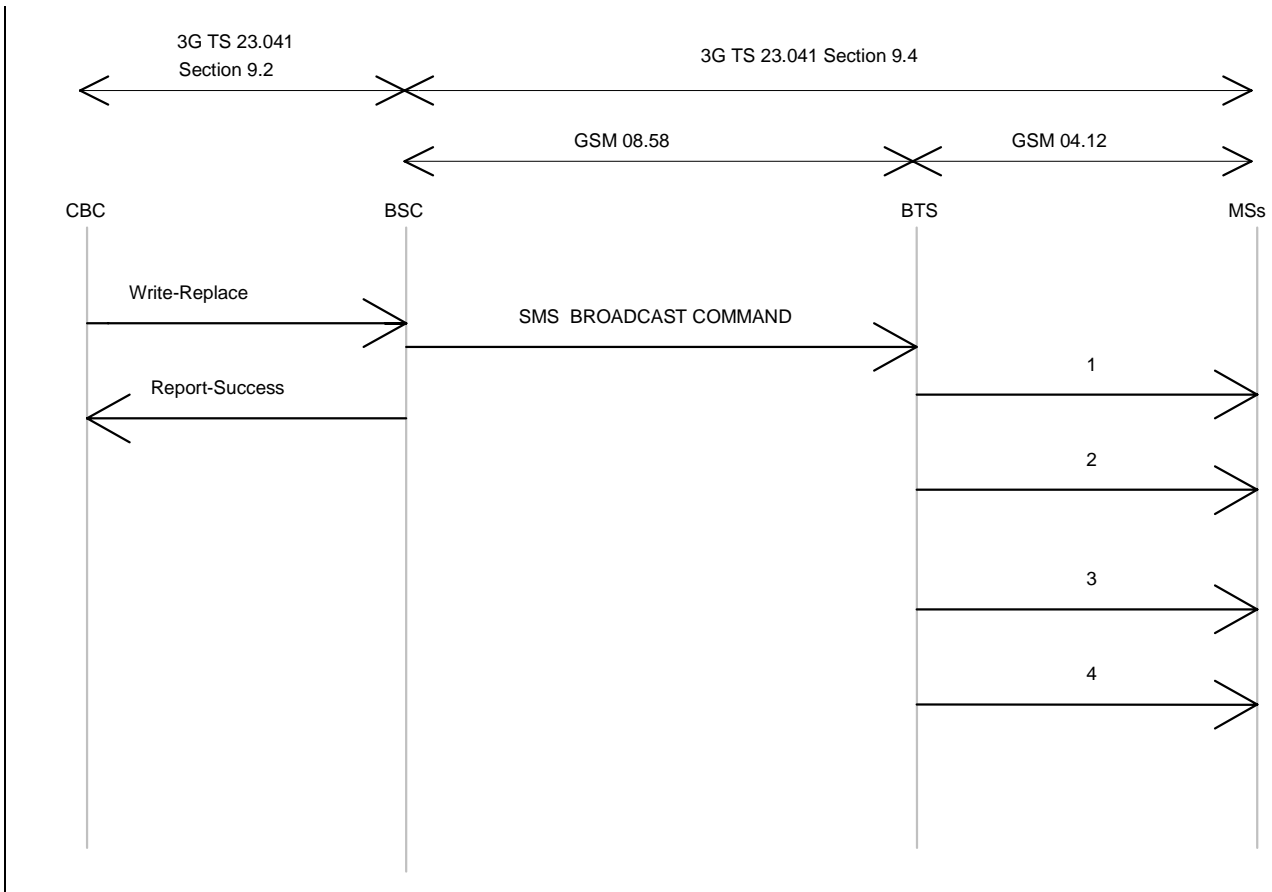 3G TS 23.041
Section 9.2
3G TS 23.041 Section 9.4
GSM 08.58
GSM 04.12
CBC
BSC
BTS
MSs
Write-Replace
SMS  BROADCAST COMMAND
1
Report-Success
2
3
4